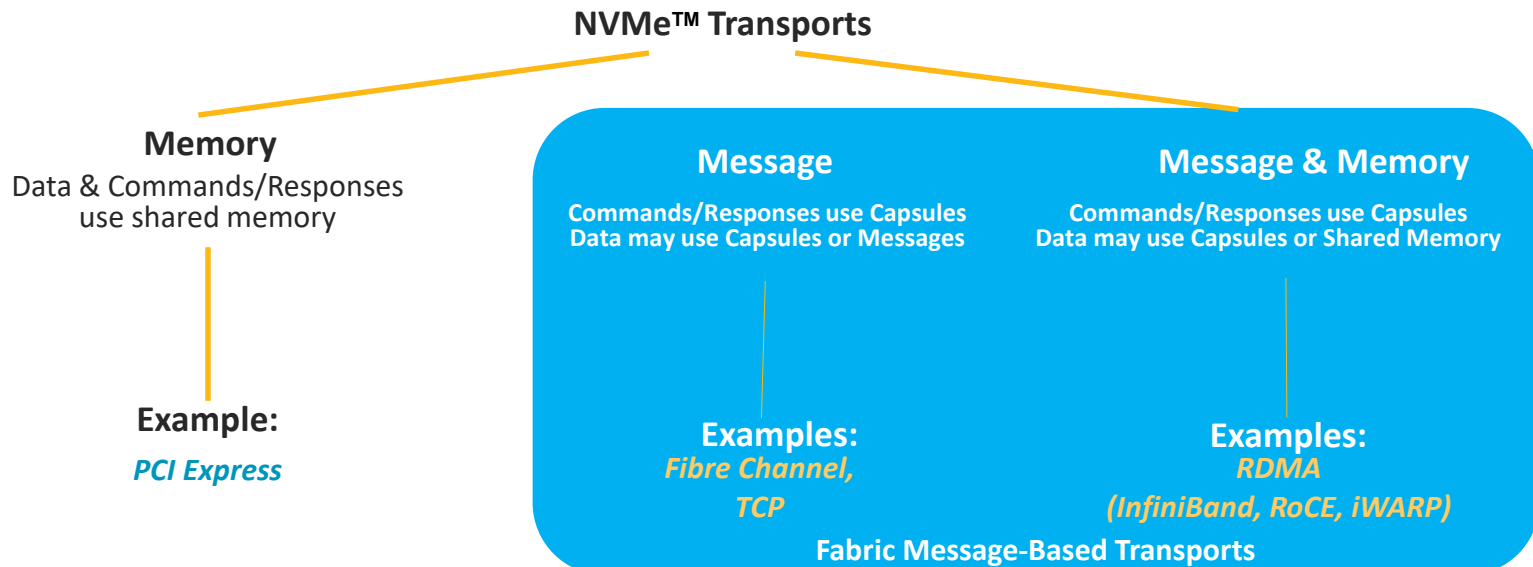 NVMe™ Transports
Memory
Data & Commands/Responses
use shared memory
Example:
PCI Express
Message
Commands/Responses use Capsules
Data may use Capsules or Messages
Examples:
Fibre Channel,
TCP
Message & Memory
Commands/Responses use Capsules
Data may use Capsules or Shared Memory
Examples:
RDMA
(InfiniBand, RoCE, iWARP)
Fabric Message-Based Transports